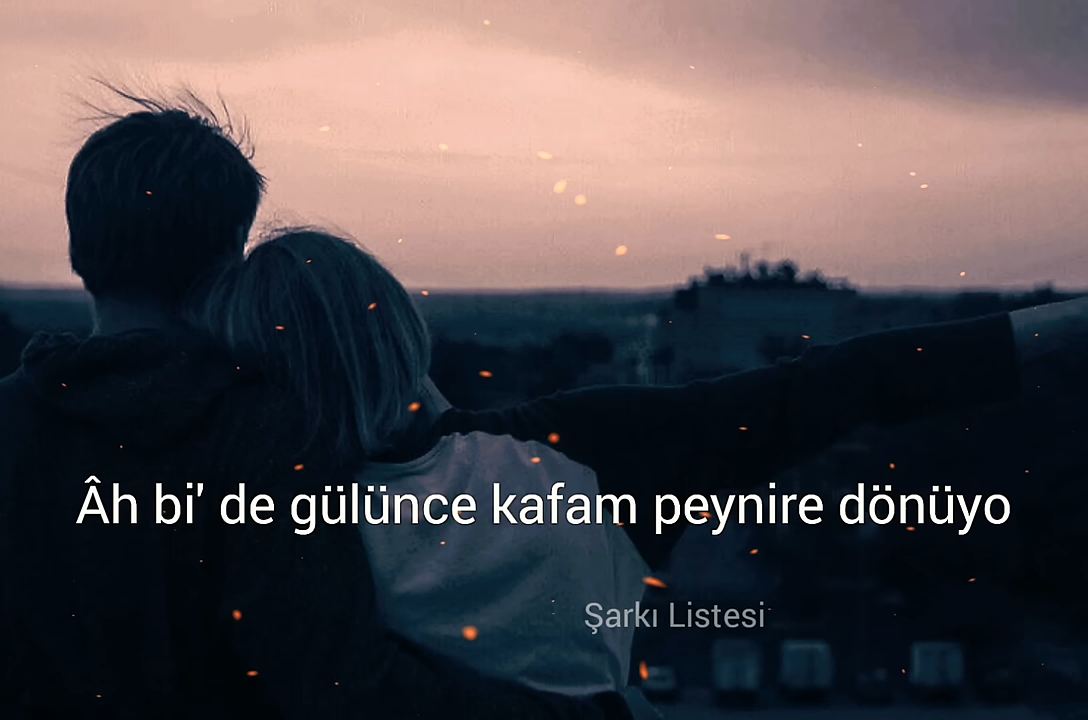 Âh bi' de gülünce kafam peynire dönüyo
Şarkı Listesi